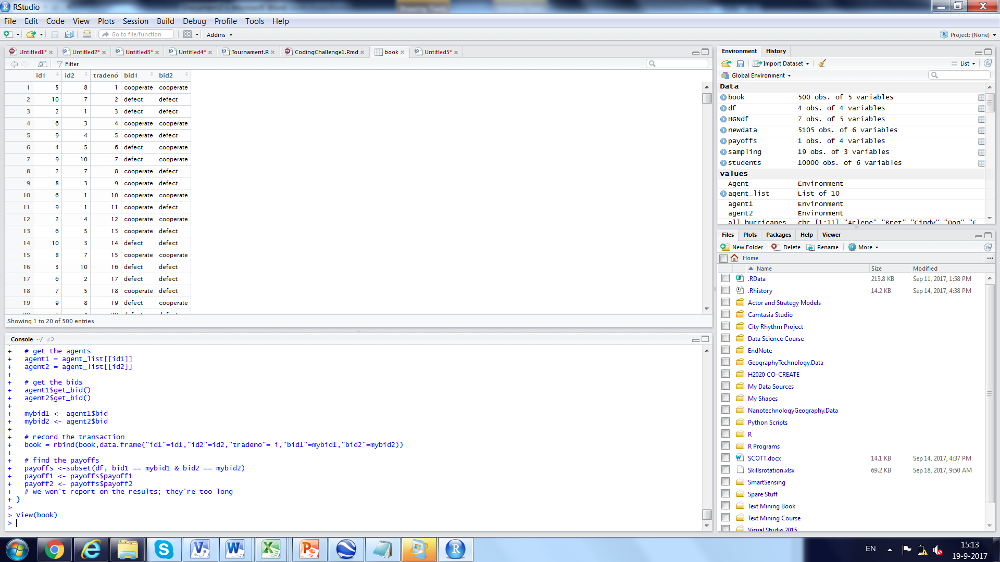 RStudio
File Edit Code View Plots Session Build Debug Profile Tools Help
Go to file/function Addins Project: (None)
Untitled1* Untitled2* Untitled3* Untitled4* Tournament.R CodingChallenge1.Rmd book Untitled5*
Filter
id1 id2 tradeno bid1 bid2
1 5 8 1 cooperate cooperate
2 10 7 2 defect defect
3 2 1 3 defect defect
4 6 3 4 cooperate cooperate
5 9 4 5 cooperate defect
6 4 5 6 defect cooperate
7 9 10 7 defect cooperate
8 2 7 8 cooperate defect
9 8 3 9 cooperate defect
10 6 1 10 cooperate cooperate
11 9 1 11 cooperate defect
12 2 4 12 cooperate cooperate
13 6 5 13 cooperate defect
14 10 3 14 defect defect
15 8 7 15 cooperate cooperate
16 3 10 16 defect defect
17 6 2 17 defect defect
18 7 5 18 cooperate defect
19 9 8 19 defect cooperate
Showing 1 to 20 of 500 entries
Console ~/
+ # get the agents
+ agent1 = agent_list[[id1]]
+ agent2 = agent_list[[id2]]
+
+ # get the bids
+ agent1$get_bid()
+ agent2$get_bid()
+
+ mybid1 <- agent1$bid
+ mybid2 <- agent2$bid
+
+ # record the transaction
+ book = rbind(book,data.frame("id1"=id1,"id2"=id2,"tradeno"= i,"bid1"=mybid1,"bid2"=mybid2))
+
+ # find the payoffs
+ payoffs <-subset(df, bid1 == mybid1 & bid2 == mybid2)
+ payoff1 <- payoffs$payoff1
+ payoff2 <- payoffs$payoff2
+ # We won't report on the results; they're too long
+ }
>
> View(book)
>
Environment History
Import Dataset List
Global Environment
Data
book 500 obs. of 5 variables
df 4 obs. of 4 variables
HGNdf 7 obs. of 5 variables
newdata 5105 obs. of 6 variables
payoffs 1 obs. of 4 variables
sampling 19 obs. of 3 variables
students 10000 obs. of 6 variables
Values
Agent Environment
agent_list List of 10
agent1 Environment
agent2 Environment
all_hurricanes chr [1:11] "Arlene" "Bret" "Cindy" "Don"
Files Plots Packages Help Viewer
New Folder Delete Rename More
Home ...
Name Size Modified
.RData 213.8 KB Sep 11, 2017, 1:58 PM
.Rhistory 14.2 KB Sep 14, 2017, 4:38 PM
Actor and Strategy Models
Camtasia Studio
City Rhythm Project
Data Science Course
EndNote
GeographyTechnology.Data
H2020 CO-CREATE
My Data Sources
My Shapes
NanotechnologyGeography.Data
Python Scripts
R
R Programs
SCOTT.docx 14.1 KB Sep 14, 2017, 4:37 PM
Skillsrotation.xlsx 69.2 KB Sep 18, 2017, 9:50 AM
SmartSensing
Spare Stuff
Text Mining Book
Text Mining Course
Visual Studio 2015
EN 15:13
19-9-2017